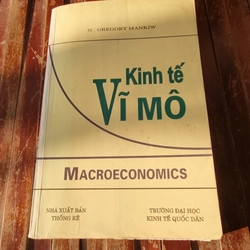 N. GREGORY MANKIW
Kinh tế
VĨ MÔ
MACROECONOMICS
NHÀ XUẤT BẢN
THỐNG KÊ
TRƯỜNG ĐẠI HỌC
KINH TẾ QUỐC DÂN